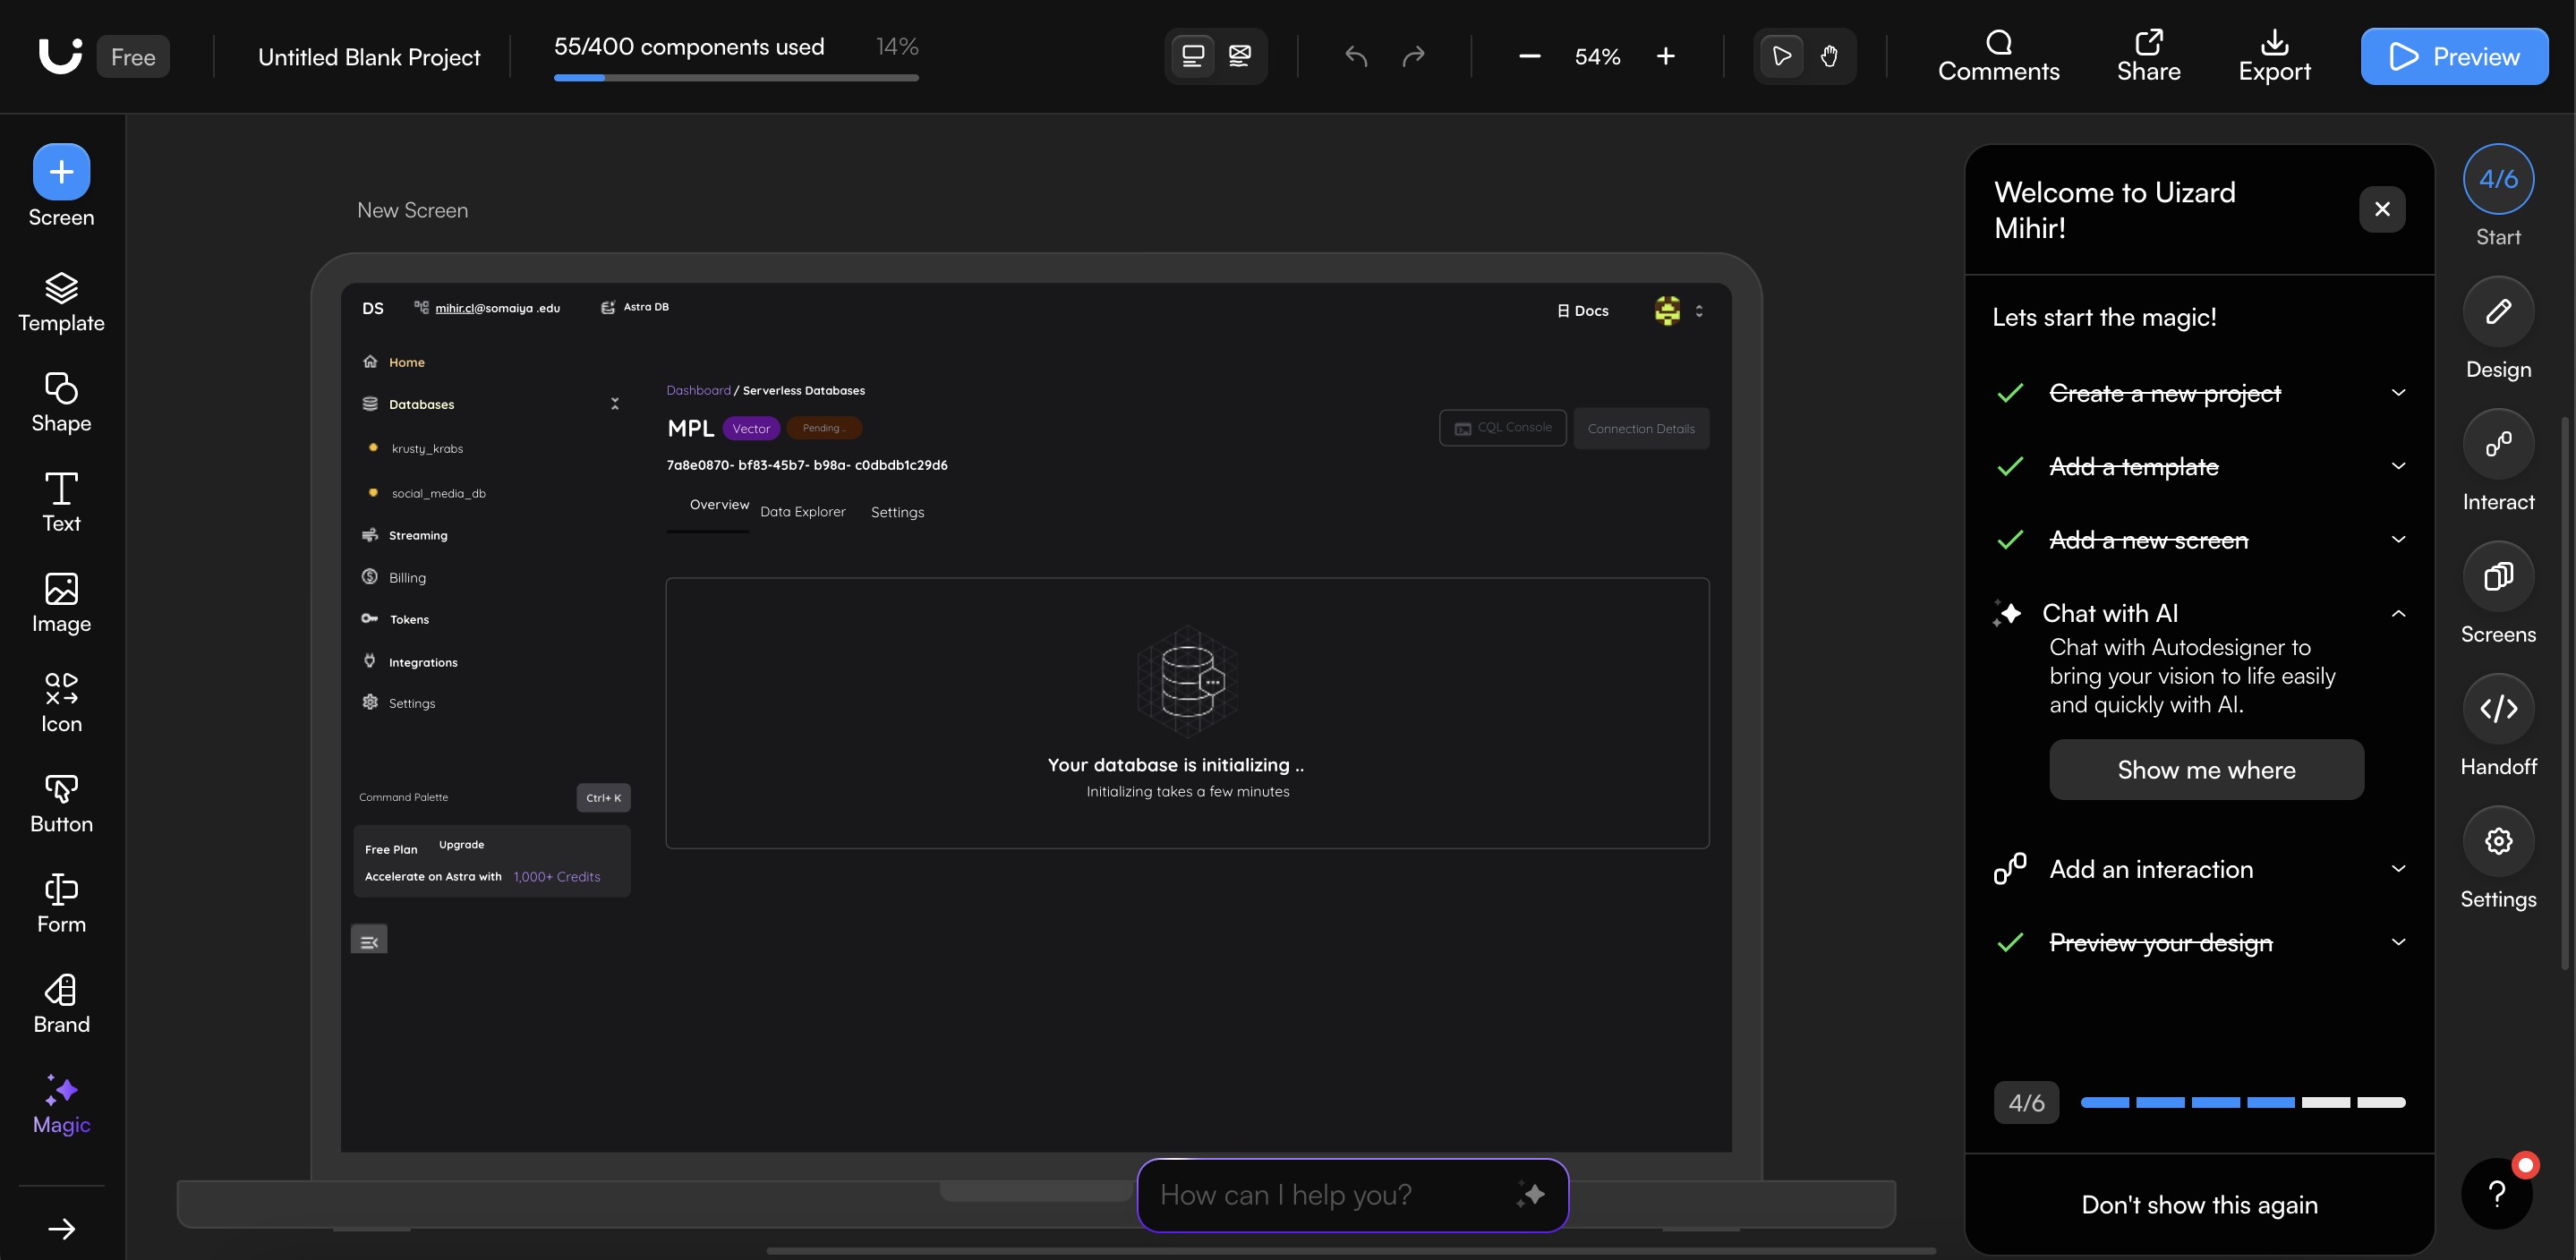 Free
Untitled Blank Project
55/400 components used 14%
54%
Comments
Share
Export
Preview
Screen
Template
Shape
Text
Image
Icon
Button
Form
Brand
Magic
New Screen
DS
mihir.cl@somaiya .edu
Astra DB
Docs
Home
Databases
krusty_krabs
social_media_db
Streaming
Billing
Tokens
Integrations
Settings
Command Palette
Ctrl+ K
Free Plan
Upgrade
Accelerate on Astra with 1,000+ Credits
Dashboard / Serverless Databases
MPL
Vector
Pending ..
CQL Console
Connection Details
7a8e0870- bf83-45b7- b98a- c0dbdb1c29d6
Overview
Data Explorer
Settings
Your database is initializing ..
Initializing takes a few minutes
How can I help you?
Welcome to Uizard
Mihir!
Lets start the magic!
Create a new project
Add a template
Add a new screen
Chat with AI
Chat with Autodesigner to
bring your vision to life easily
and quickly with AI.
Show me where
Add an interaction
Preview your design
4/6
Don't show this again
4/6
Start
Design
Interact
Screens
Handoff
Settings
?